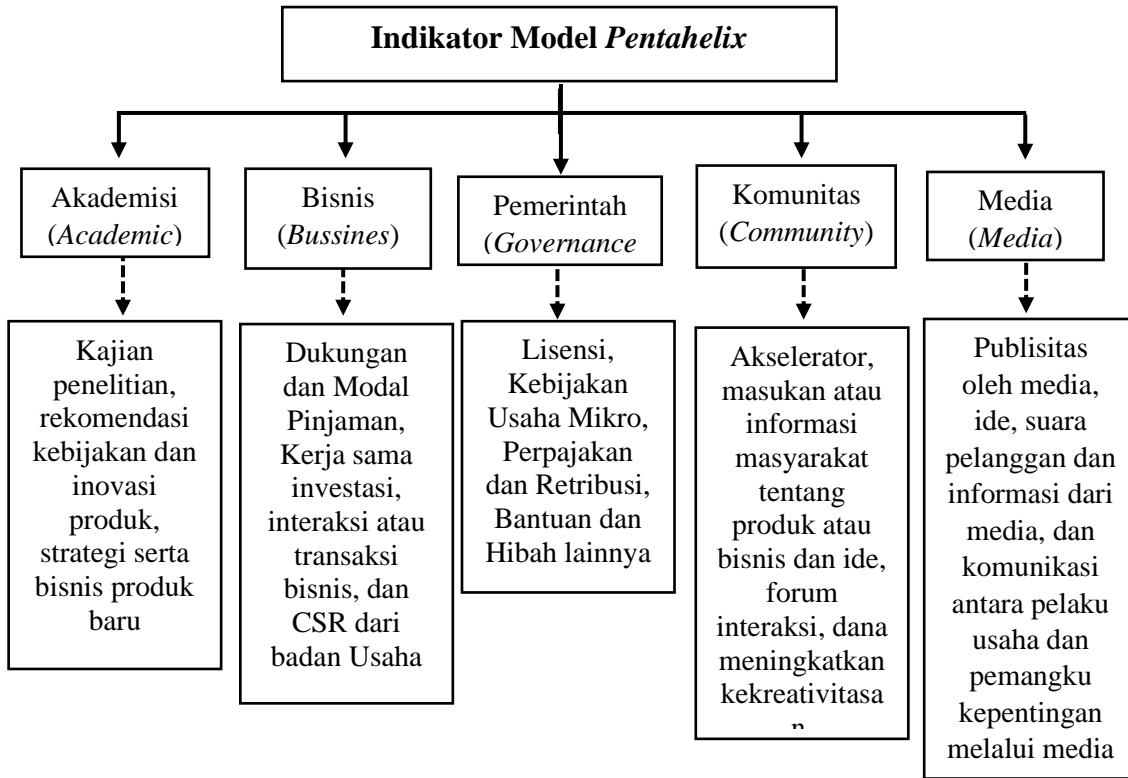 Indikator Model Pentahelix
Akademisi
(Academic)
Bisnis
(Bussines)
Pemerintah
(Governance
Komunitas
(Community)
Media
(Media)
Kajian
penelitian,
rekomendasi
kebijakan dan
inovasi
produk,
strategi serta
bisnis produk
baru
Dukungan
dan Modal
Pinjaman,
Kerja sama
investasi,
interaksi atau
transaksi
bisnis, dan
CSR dari
badan Usaha
Lisensi,
Kebijakan
Usaha Mikro,
Perpajakan
dan Retribusi,
Bantuan dan
Hibah lainnya
Akselerator,
masukan atau
informasi
masyarakat
tentang
produk atau
bisnis dan ide,
forum
interaksi, dana
meningkatkan
kekreativitasa
n
Publisitas
oleh media,
ide, suara
pelanggan dan
informasi dari
media, dan
komunikasi
antara pelaku
usaha dan
pemangku
kepentingan
melalui media